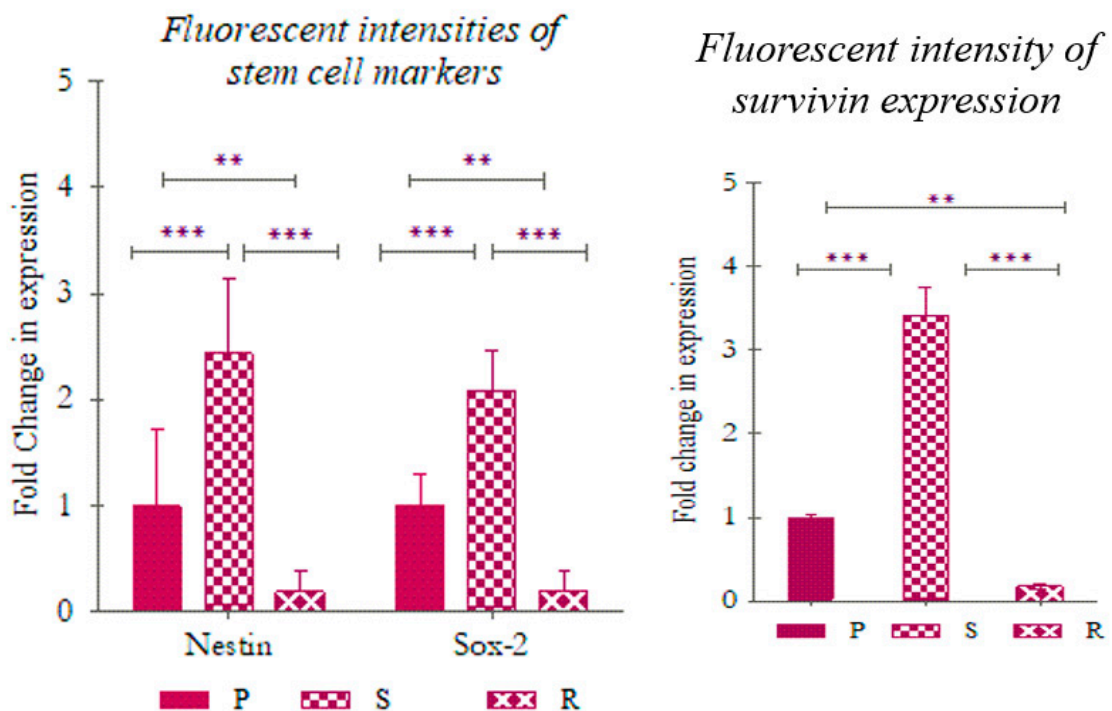 Fluorescent intensities of
stem cell markers
Fold Change in expression
5
4
3
2
1
0
**
**
***
***
***
***
Nestin
Sox-2
P
S
R
Fluorescent intensity of
survivin expression
Fold change in expression
5
4
3
2
1
0
**
***
***
P
S
R